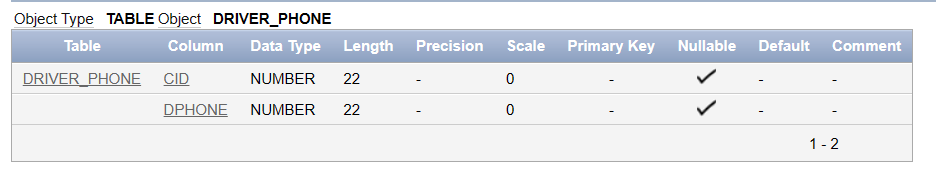 Object Type TABLE Object DRIVER_PHONE
Table Column Data Type Length Precision Scale Primary Key Nullable Default Comment
DRIVER_PHONE CID NUMBER 22 - 0 - ✓ - -
DPHONE NUMBER 22 - 0 - ✓ - -
1 - 2